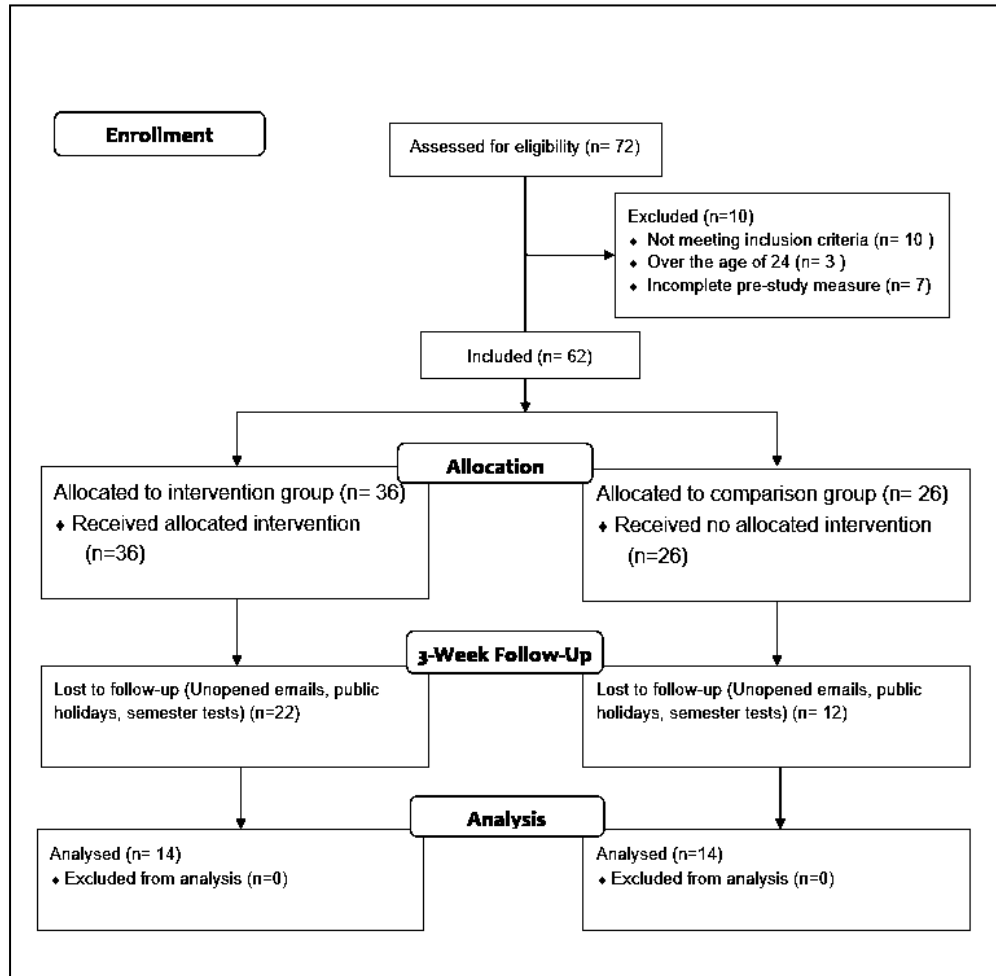 Enrollment
Assessed for eligibility (n= 72)
Excluded (n=10)
♦ Not meeting inclusion criteria (n= 10 )
♦ Over the age of 24 (n= 3 )
♦ Incomplete pre-study measure (n= 7)
Included (n= 62)
Allocation
Allocated to intervention group (n= 36)
♦ Received allocated intervention
(n=36)
Allocated to comparison group (n= 26)
♦ Received no allocated intervention
(n=26)
3-Week Follow-Up
Lost to follow-up (Unopened emails, public
holidays, semester tests) (n=22)
Lost to follow-up (Unopened emails, public
holidays, semester tests) (n= 12)
Analysis
Analysed (n= 14)
♦ Excluded from analysis (n=0)
Analysed (n=14)
♦ Excluded from analysis (n=0)